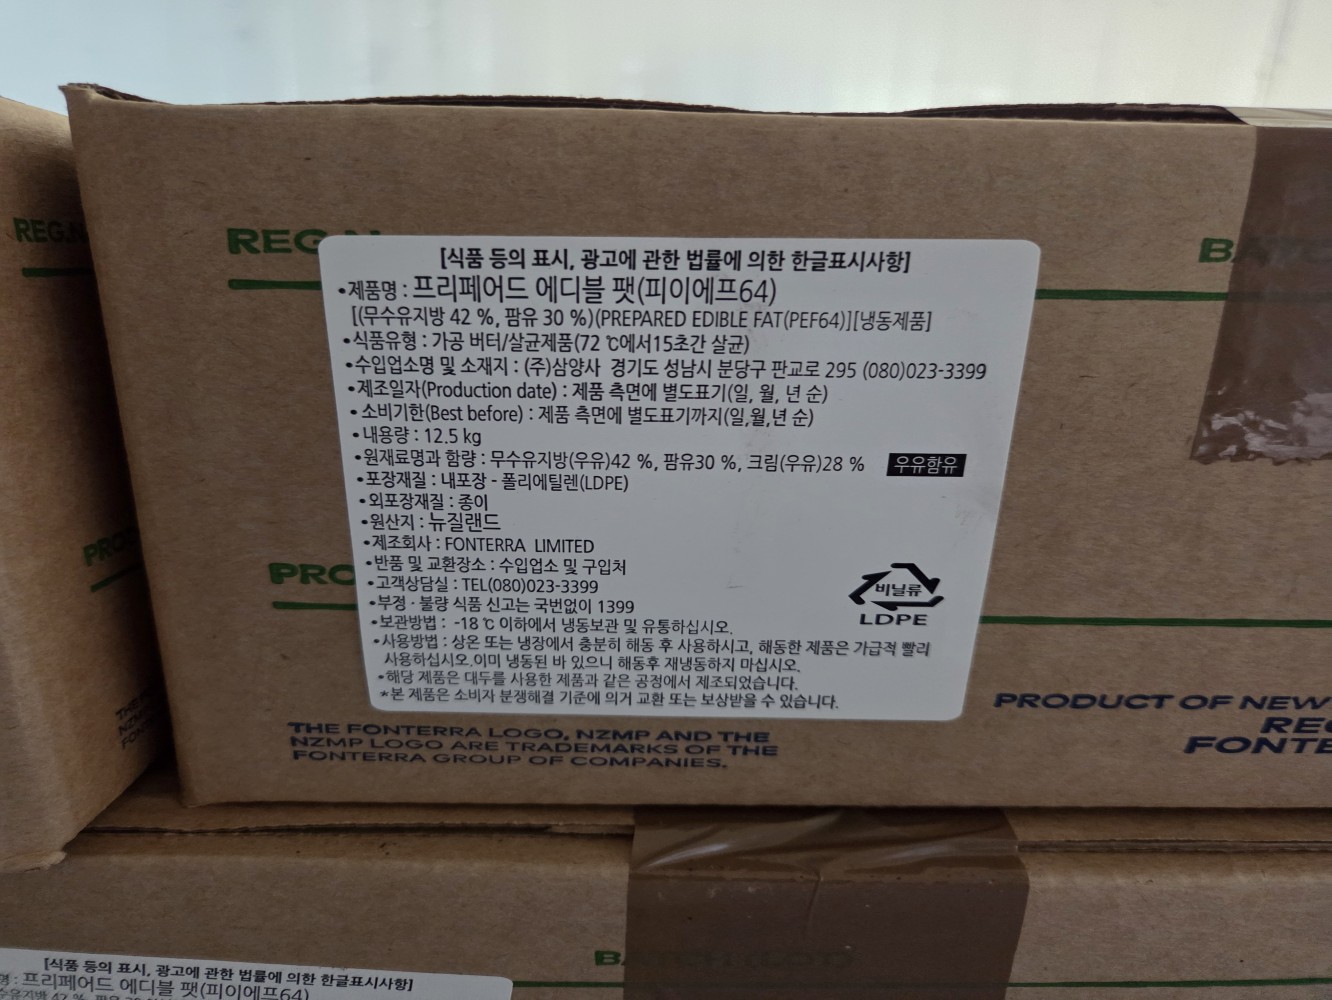 REG.N
[식품 등의 표시, 광고에 관한 법률에 의한 한글표시사항]
•제품명 : 프리페어드 에디블 팻(피이에프64)
[(무수유지방 42 %, 팜유 30 %)(PREPARED EDIBLE FAT(PEF64)][냉동제품]
•식품유형 : 가공 버터/살균제품(72 ℃에서15초간 살균)
•수입업소명 및 소재지 : (주)삼양사 경기도 성남시 분당구 판교로 295 (080)023-3399
•제조일자(Production date) : 제품 측면에 별도표기(일, 월, 년 순)
•소비기한(Best before) : 제품 측면에 별도표기까지(일,월,년 순)
•내용량 : 12.5 kg
•원재료명과 함량 : 무수유지방(우유)42 %, 팜유30 %, 크림(우유)28 % 우유함유
•포장재질 : 내포장 - 폴리에틸렌(LDPE)
•외포장재질 : 종이
•원산지 : 뉴질랜드
•제조회사 : FONTERRA LIMITED
•반품 및 교환장소 : 수입업소 및 구입처
•고객상담실 : TEL(080)023-3399
•부정 · 불량 식품 신고는 국번없이 1399
•보관방법 : -18 ℃ 이하에서 냉동보관 및 유통하십시오.
•사용방법 : 상온 또는 냉장에서 충분히 해동 후 사용하시고, 해동한 제품은 가급적 빨리
사용하십시오.이미 냉동된 바 있으니 해동후 재냉동하지 마십시오.
•해당 제품은 대두를 사용한 제품과 같은 공정에서 제조되었습니다.
*본 제품은 소비자 분쟁해결 기준에 의거 교환 또는 보상받을 수 있습니다.
비닐류
LDPE
PRO
THE FONTERRA LOGO, NZMP AND THE
NZMP LOGO ARE TRADEMARKS OF THE
FONTERRA GROUP OF COMPANIES.
PRODUCT OF NEW
REG
FONTE
[식품 등의 표시, 광고에 관한 법률에 의한 한글표시사항]
명 : 프리페어드 에디블 팻(피이에프64)